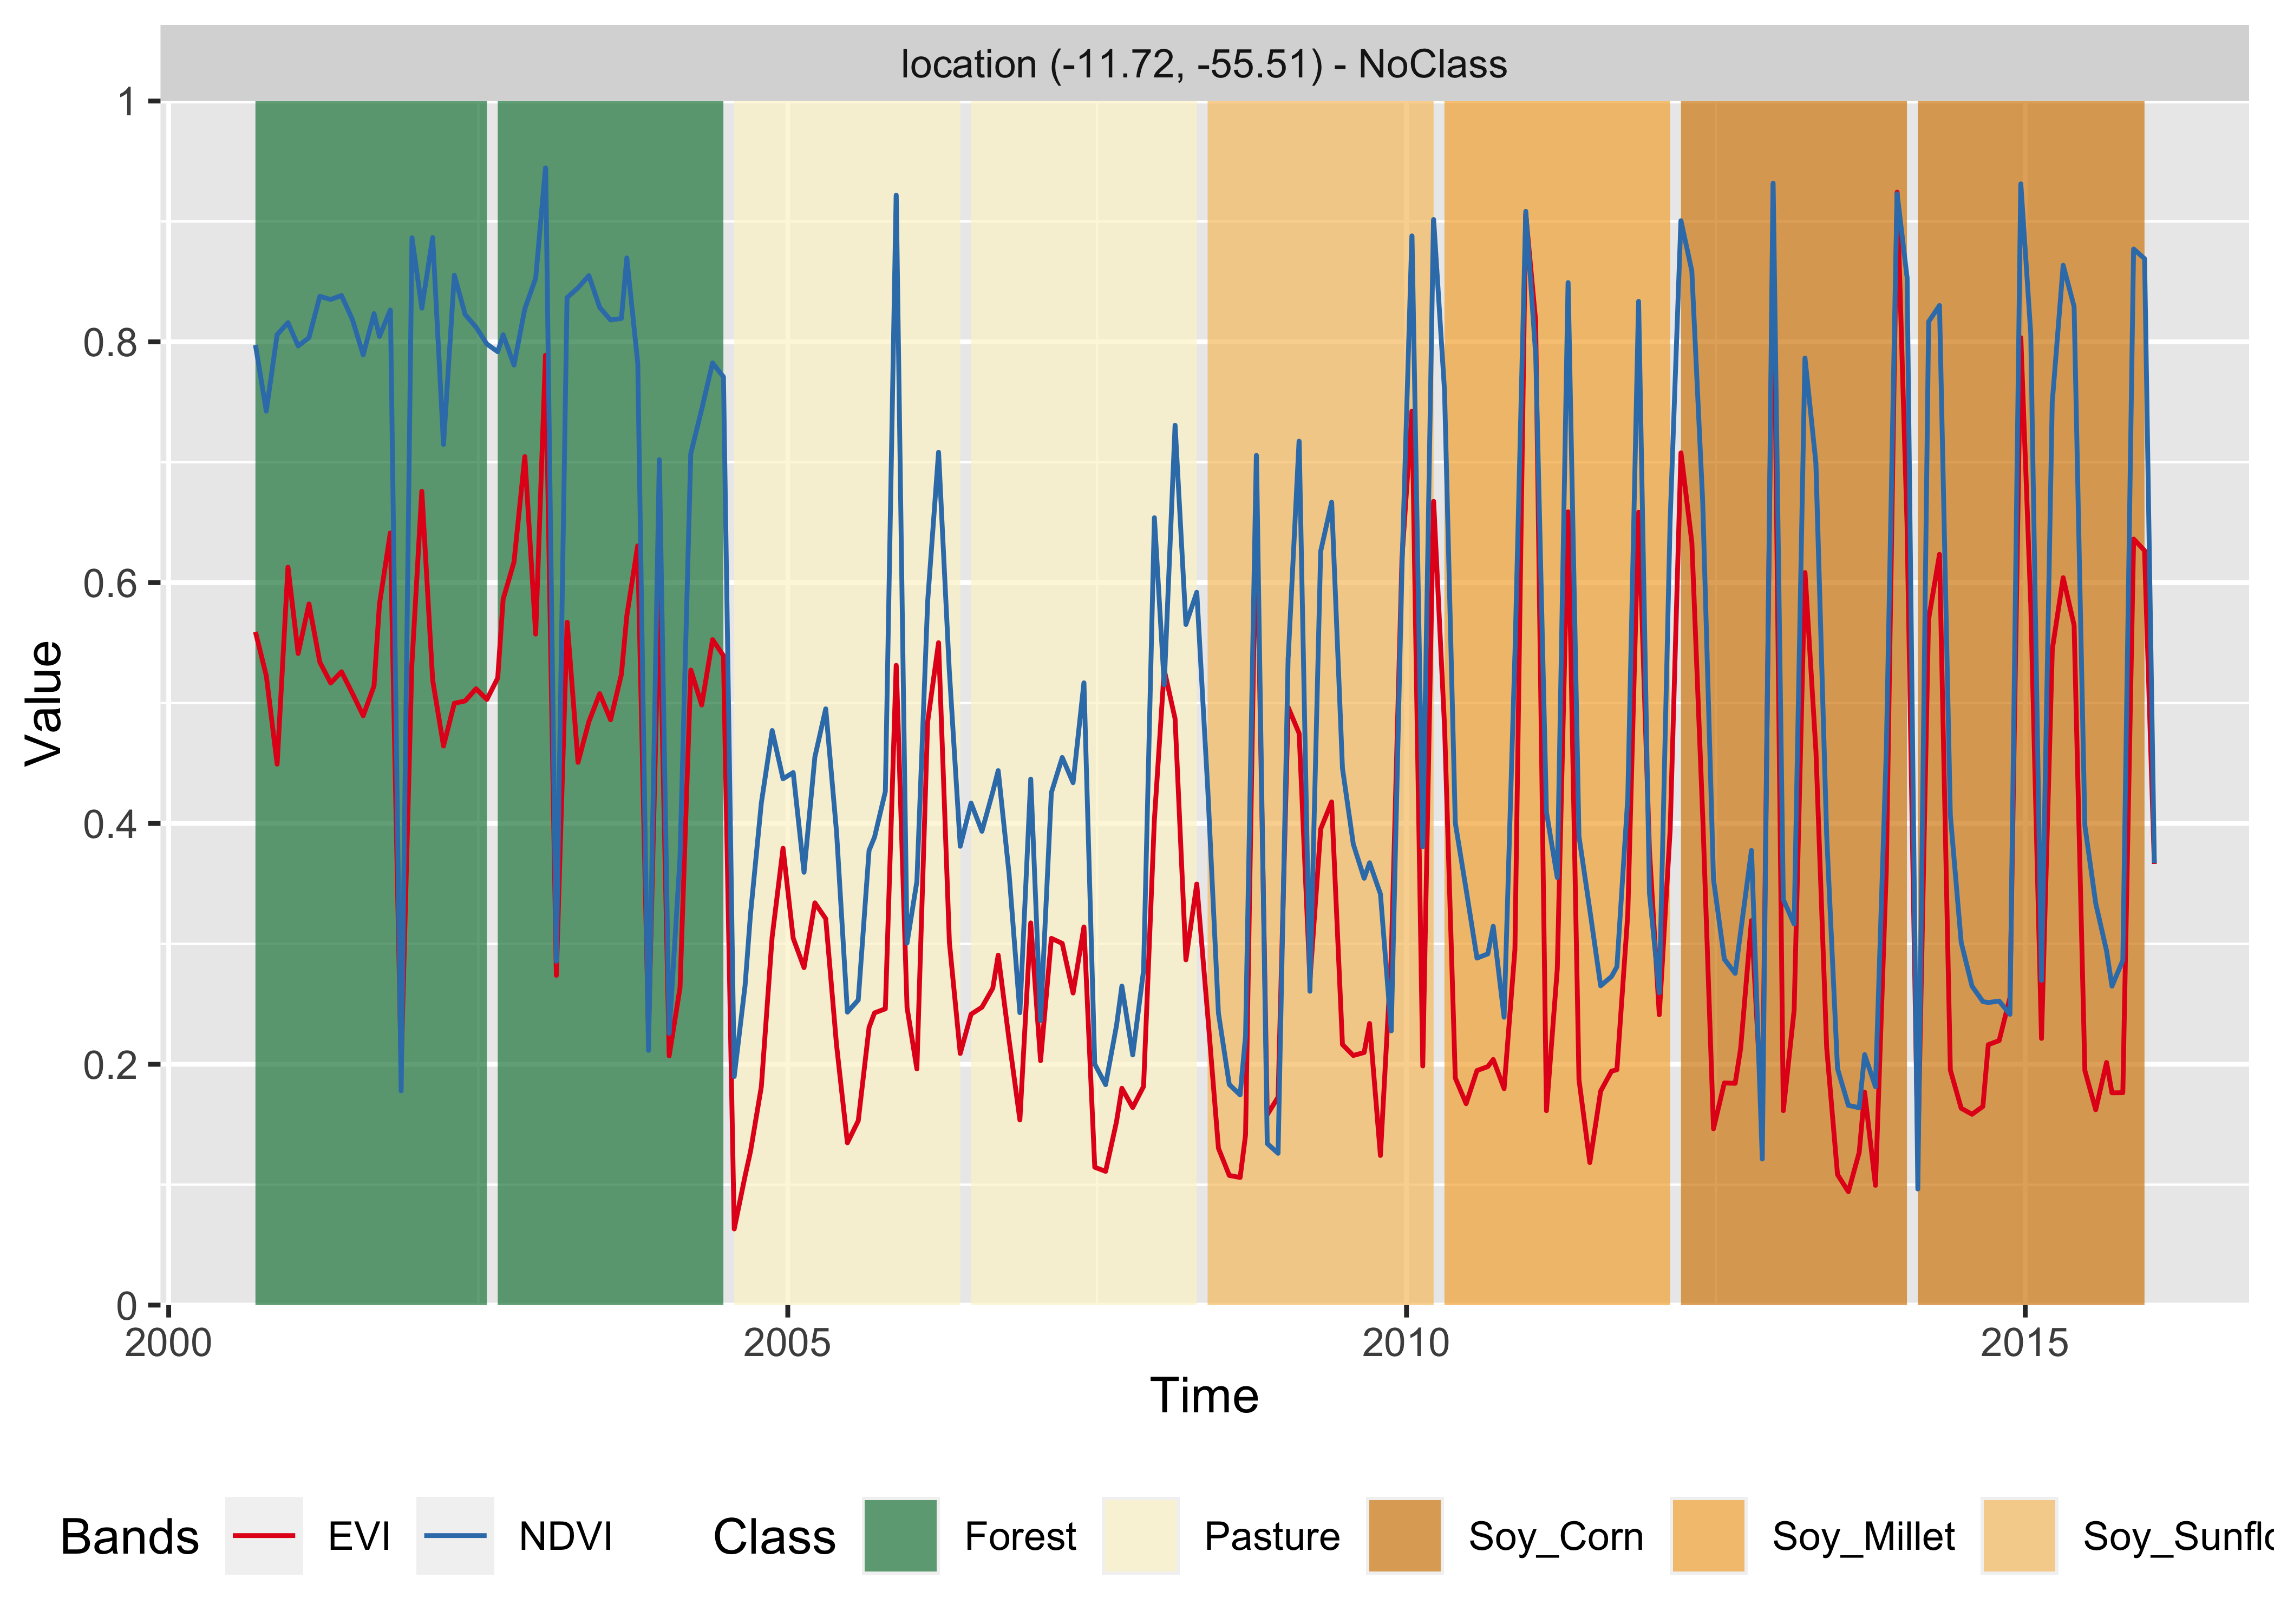 location (-11.72, -55.51) - NoClass
1
0.8
0.6
0.4
0.2
0
Value
2000 2005 2010 2015
Time
Bands EVI NDVI Class Forest Pasture Soy_Corn Soy_Millet